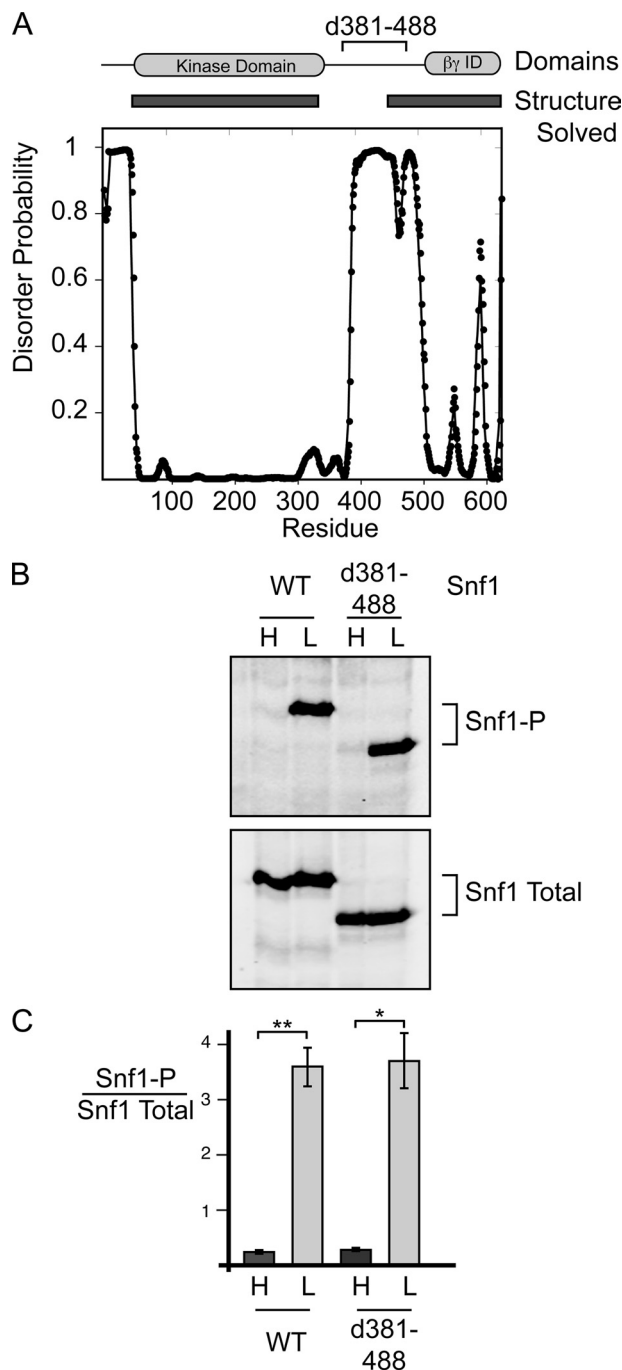 A
d381-488
Kinase Domain
βγ ID
Domains
Structure
Solved
Disorder Probability
1
0.8
0.6
0.4
0.2
100 200 300 400 500 600
Residue
B
WT
d381-
488
Snf1
H L H L
Snf1-P
Snf1 Total
C
Snf1-P
Snf1 Total
4
3
2
1
** *
H L H L
WT
d381-
488